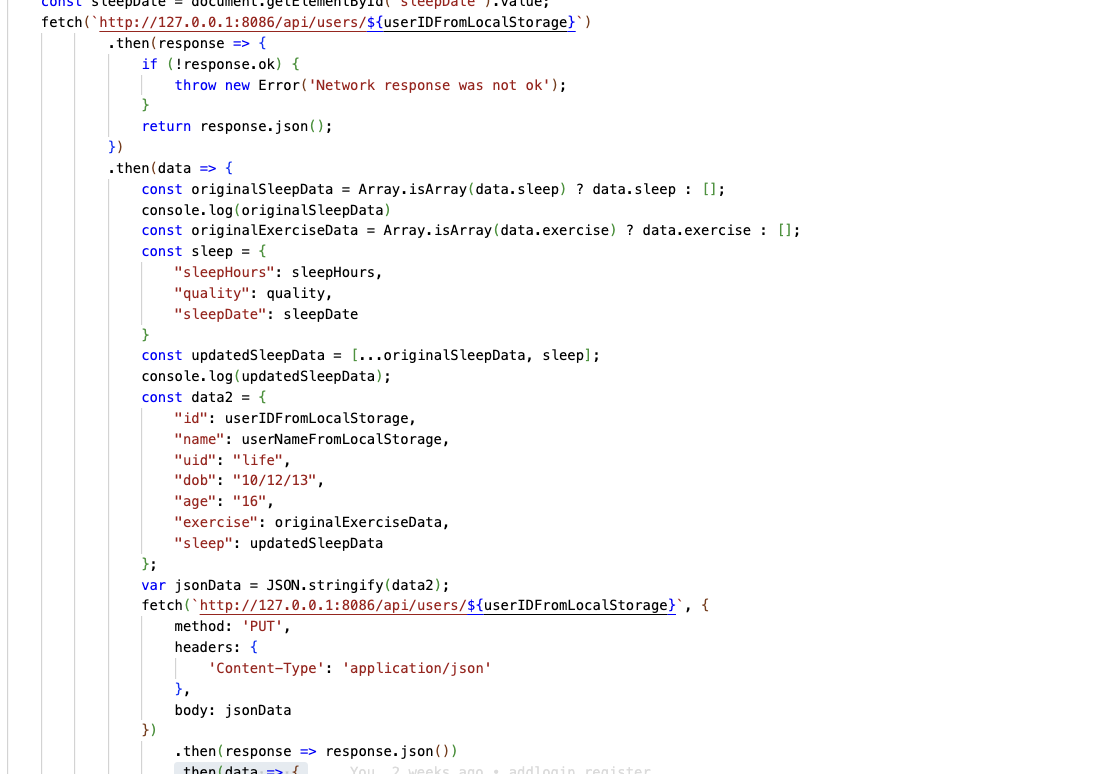 const sleepDate = document.getElementById("sleepDate").value;
fetch(`http://127.0.0.1:8086/api/users/${userIDFromLocalStorage}`)
.then(response => {
if (!response.ok) {
throw new Error('Network response was not ok');
}
return response.json();
})
.then(data => {
const originalSleepData = Array.isArray(data.sleep) ? data.sleep : [];
console.log(originalSleepData)
const originalExerciseData = Array.isArray(data.exercise) ? data.exercise : [];
const sleep = {
"sleepHours": sleepHours,
"quality": quality,
"sleepDate": sleepDate
}
const updatedSleepData = [...originalSleepData, sleep];
console.log(updatedSleepData);
const data2 = {
"id": userIDFromLocalStorage,
"name": userNameFromLocalStorage,
"uid": "life",
"dob": "10/12/13",
"age": "16",
"exercise": originalExerciseData,
"sleep": updatedSleepData
};
var jsonData = JSON.stringify(data2);
fetch(`http://127.0.0.1:8086/api/users/${userIDFromLocalStorage}`, {
method: 'PUT',
headers: {
'Content-Type': 'application/json'
},
body: jsonData
})
.then(response => response.json())
.then(data => { You, 2 weeks ago • addlogin register